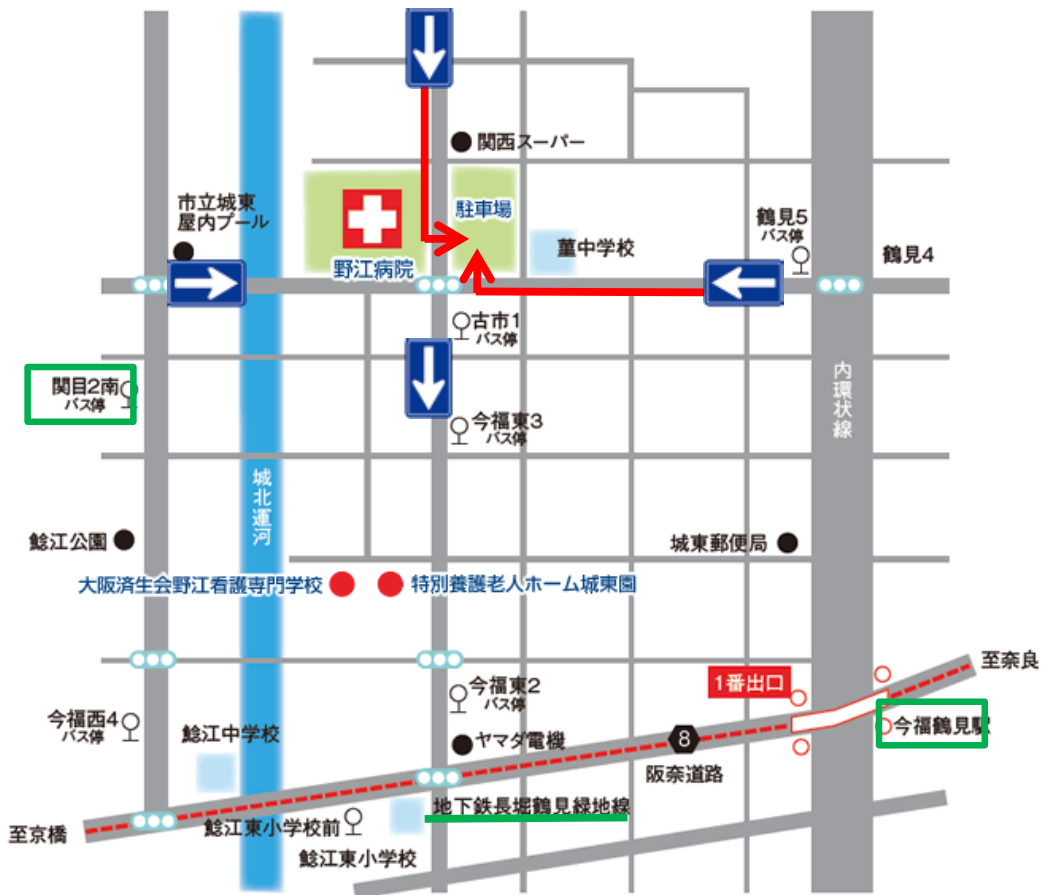 関西スーパー
市立城東
屋内プール
駐車場
鶴見5
バス停
菫中学校
鶴見4
野江病院
古市1
バス停
関目2南
バス停
内環状線
今福東3
バス停
城北運河
鯰江公園
城東郵便局
大阪済生会野江看護専門学校
特別養護老人ホーム城東園
至奈良
1番出口
今福東2
バス停
今福西4
バス停
今福鶴見駅
鯰江中学校
ヤマダ電機
8
阪奈道路
地下鉄長堀鶴見緑地線
至京橋
鯰江東小学校前
鯰江東小学校